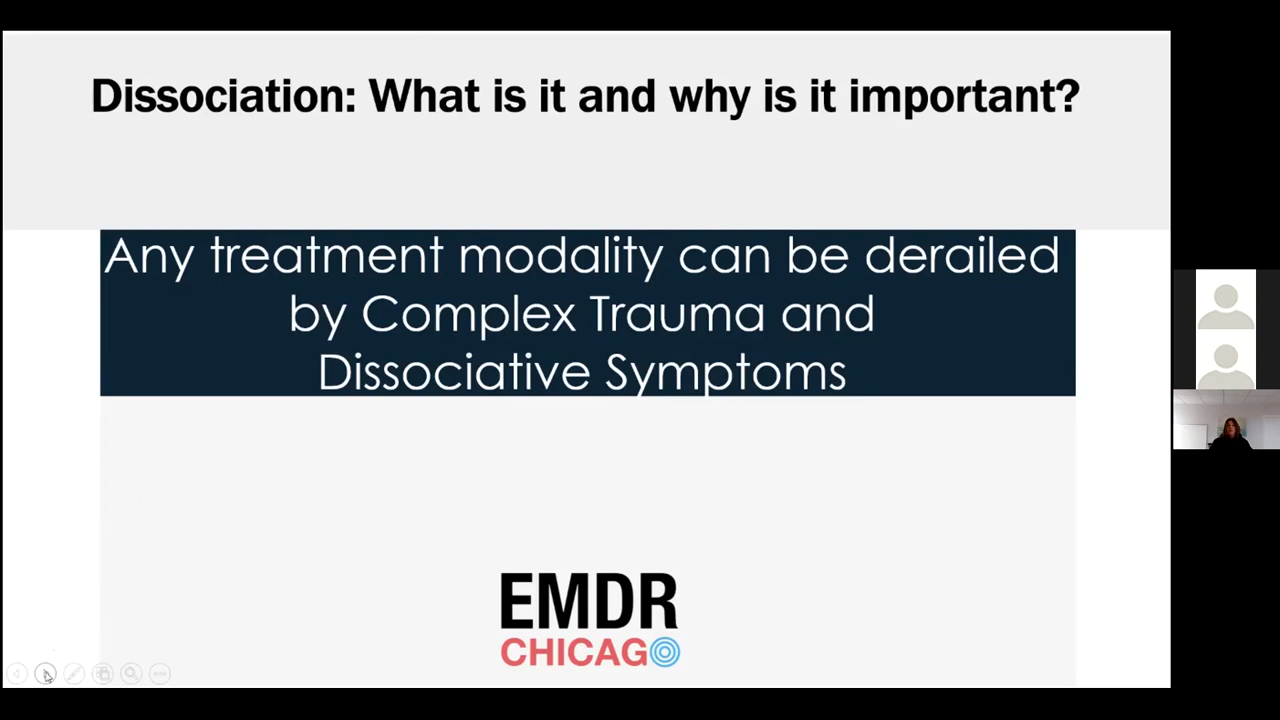 Dissociation: What is it and why is it important?
Any treatment modality can be derailed
by Complex Trauma and
Dissociative Symptoms
EMDR
CHICAGO